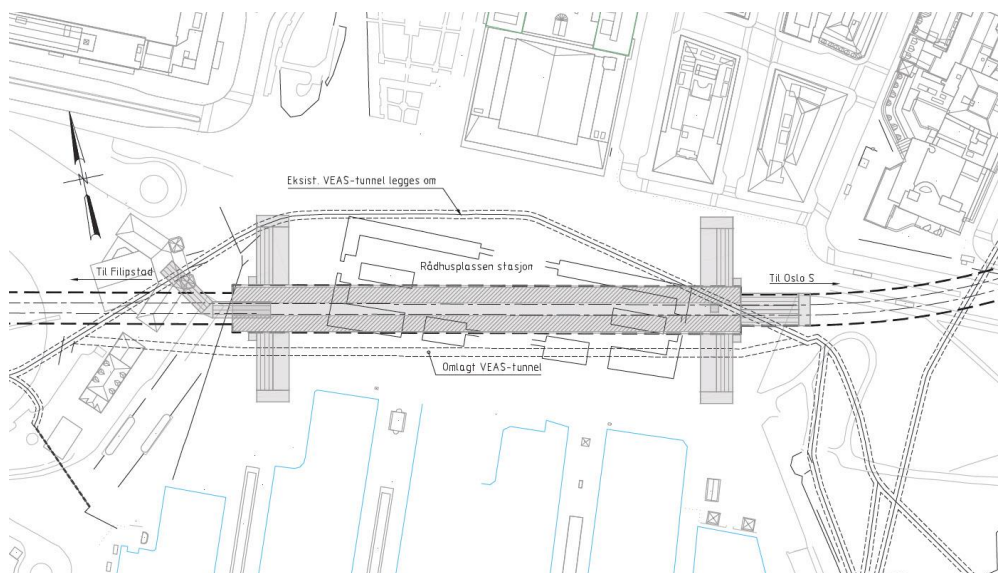 Eksist. VEAS-tunnel legges om
Rådhusplassen stasjon
Til Filipstad
Til Oslo S
Omlagt VEAS-tunnel